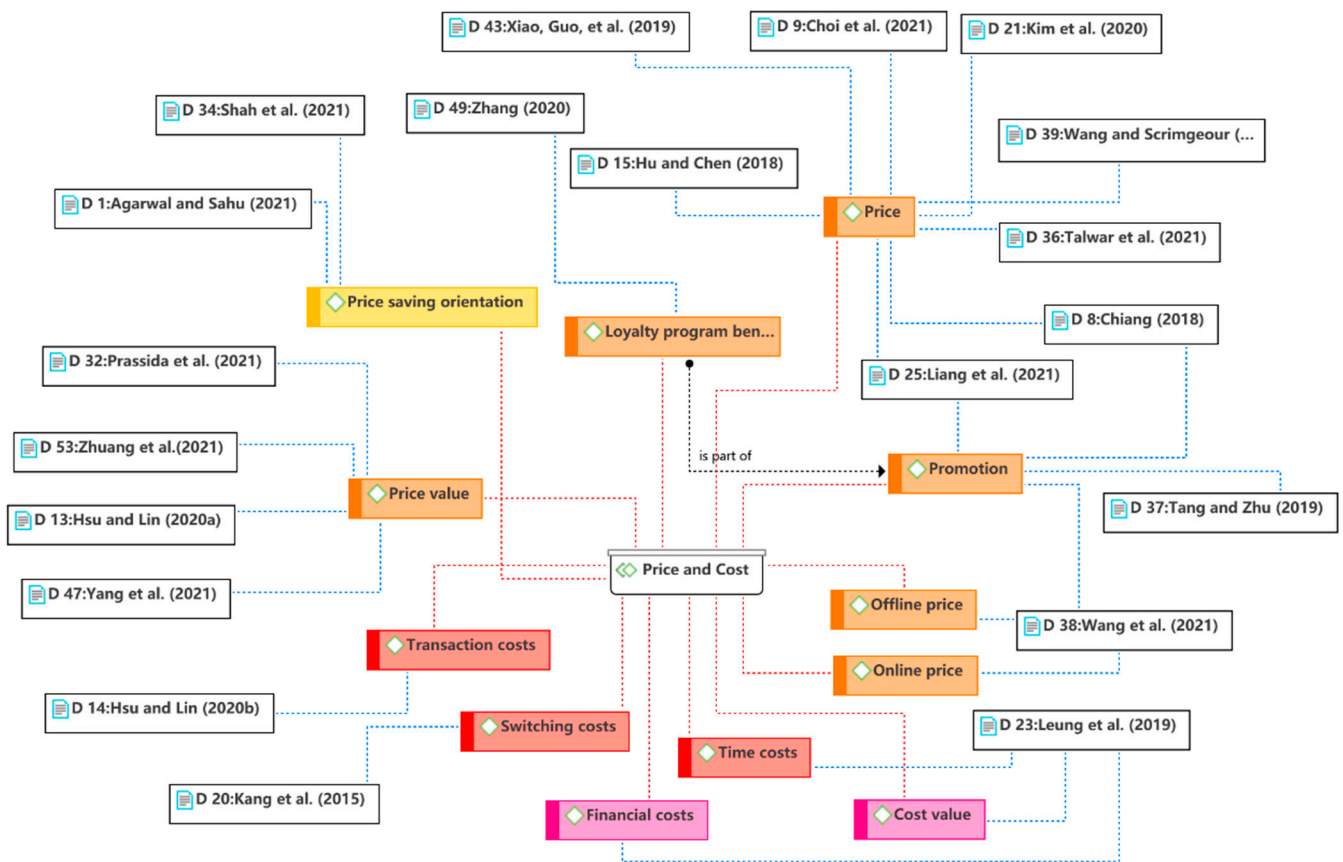 D 43:Xiao, Guo, et al. (2019)
D 9:Choi et al. (2021)
D 21:Kim et al. (2020)
D 34:Shah et al. (2021)
D 49:Zhang (2020)
D 39:Wang and Scrimgeour (...
D 15:Hu and Chen (2018)
D 1:Agarwal and Sahu (2021)
Price
D 36:Talwar et al. (2021)
Price saving orientation
Loyalty program ben...
D 8:Chiang (2018)
D 32:Prassida et al. (2021)
D 25:Liang et al. (2021)
D 53:Zhuang et al.(2021)
is part of
Promotion
Price value
D 37:Tang and Zhu (2019)
D 13:Hsu and Lin (2020a)
Price and Cost
D 47:Yang et al. (2021)
Offline price
D 38:Wang et al. (2021)
Transaction costs
Online price
D 14:Hsu and Lin (2020b)
Switching costs
D 23:Leung et al. (2019)
Time costs
D 20:Kang et al. (2015)
Financial costs
Cost value